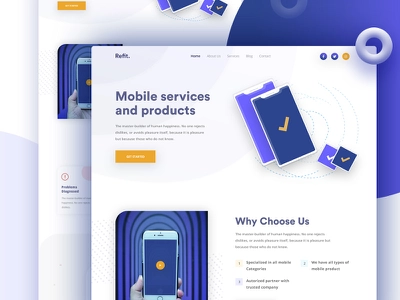 GET STARTED
Refit.
Home About Us Services Blog Contact
Mobile services
and products
The master-builder of human happiness. No one rejects,
dislikes, or avoids pleasure itself, because it is pleasure
but because who do not know.
GET STARTED
Problems
Diagnosed
Why Choose Us
The master-builder of human happiness. No one rejects,
dislikes, or avoids pleasure itself, because it is pleasure
but because those who do not know.
1 Specialized in all mobile
Categories
2 We have all types of
mobile product
3 Autorized partner with
trusted company